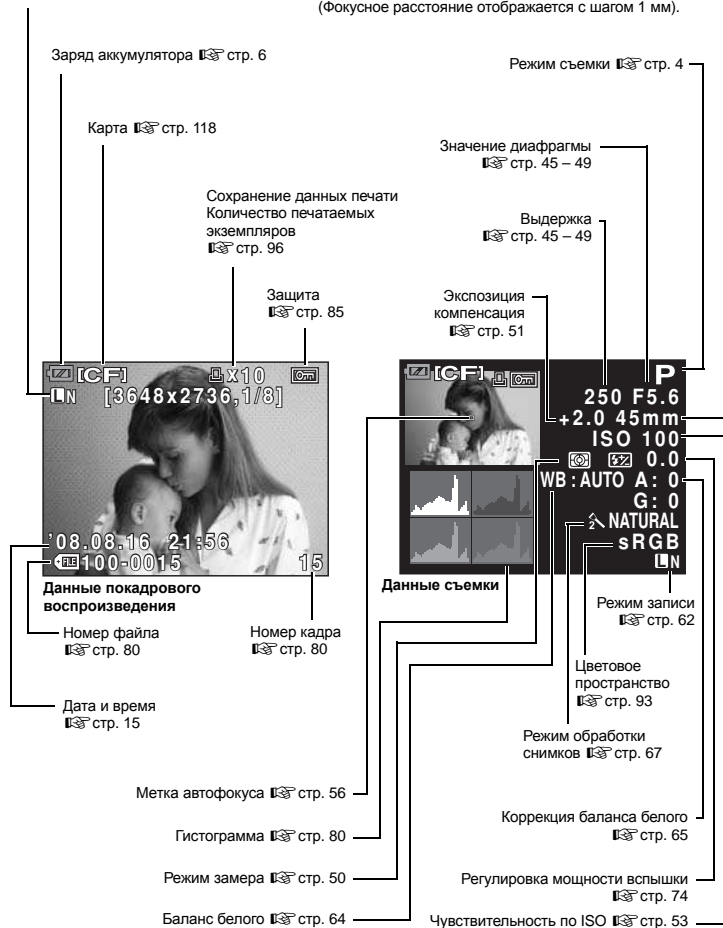 (Фокусное расстояние отображается с шагом 1 мм).
Заряд аккумулятора ☞ стр. 6
Режим съемки ☞ стр. 4
Карта ☞ стр. 118
Значение диафрагмы
☞ стр. 45 – 49
Сохранение данных печати
Количество печатаемых
экземпляров
☞ стр. 96
Выдержка
☞ стр. 45 – 49
Защита
☞ стр. 85
Экспозиция
компенсация
☞ стр. 51
[CF] x10
LN [3648x2736,1/8]
'08.08.16 21:56
FILE 100-0015 15
[CF] P
250 F5.6
+2.0 45mm
ISO 100
0.0
WB:AUTO A: 0
G: 0
2 NATURAL
sRGB
LN
Данные покадрового
воспроизведения
Данные съемки
Номер файла
☞ стр. 80
Номер кадра
☞ стр. 80
Дата и время
☞ стр. 15
Режим записи
☞ стр. 62
Цветовое
пространство
☞ стр. 93
Режим обработки
снимков ☞ стр. 67
Метка автофокуса ☞ стр. 56
Гистограмма ☞ стр. 80
Режим замера ☞ стр. 50
Баланс белого ☞ стр. 64
Коррекция баланса белого
☞ стр. 65
Регулировка мощности вспышки
☞ стр. 74
Чувствительность по ISO ☞ стр. 53